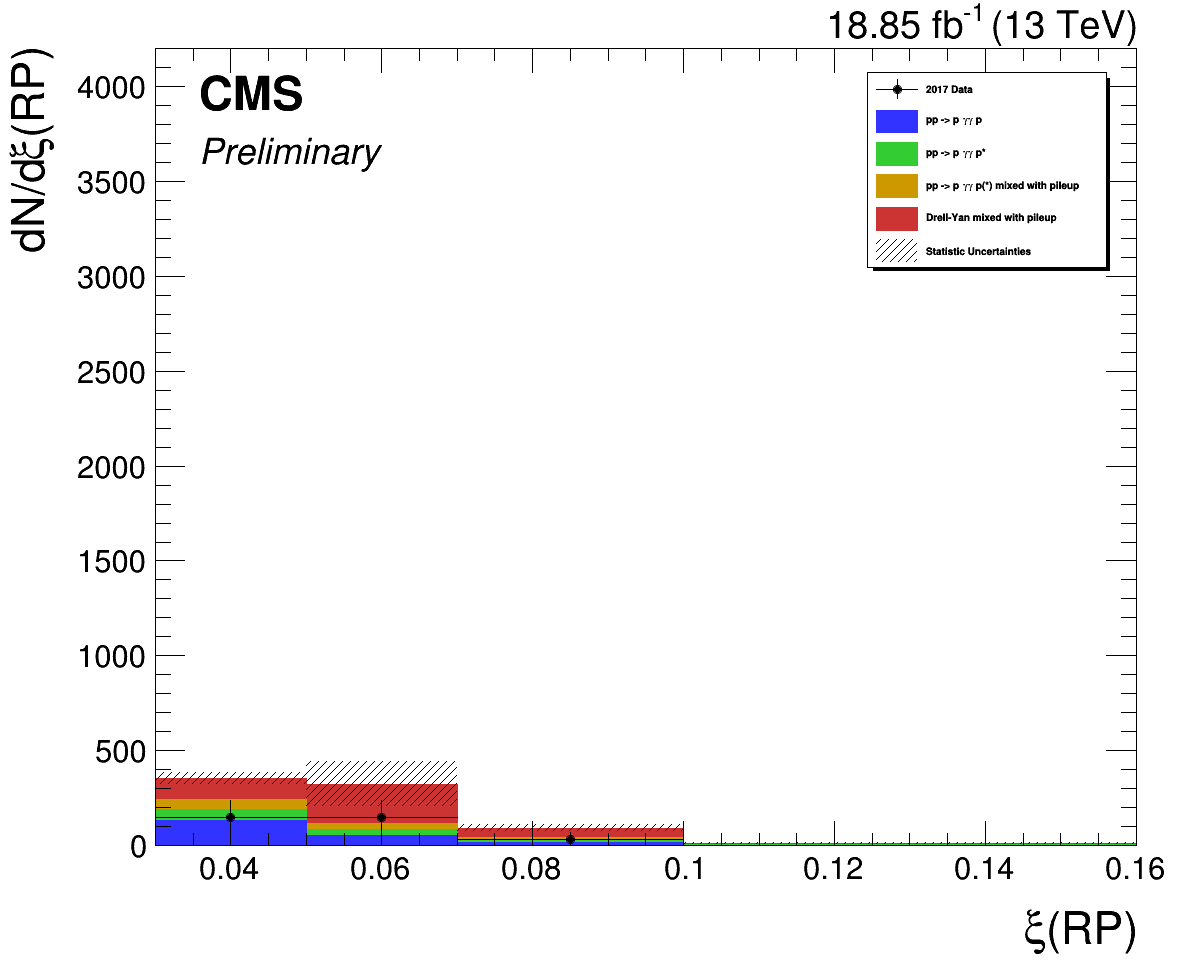 18.85 fb⁻¹ (13 TeV)
dN/dξ(RP)
CMS
Preliminary
2017 Data
pp -> p γγ p
pp -> p γγ p*
pp -> p γγ p(*) mixed with pileup
Drell-Yan mixed with pileup
Statistic Uncertainties
4000
3500
3000
2500
2000
1500
1000
500
0
0.04 0.06 0.08 0.1 0.12 0.14 0.16
ξ(RP)